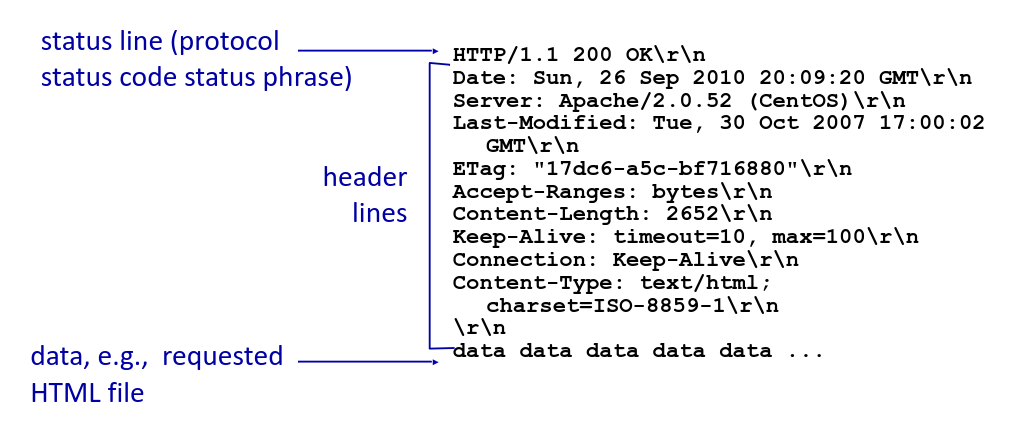 status line (protocol
status code status phrase)
HTTP/1.1 200 OK\r\n
Date: Sun, 26 Sep 2010 20:09:20 GMT\r\n
Server: Apache/2.0.52 (CentOS)\r\n
Last-Modified: Tue, 30 Oct 2007 17:00:02
GMT\r\n
ETag: "17dc6-a5c-bf716880"\r\n
Accept-Ranges: bytes\r\n
Content-Length: 2652\r\n
Keep-Alive: timeout=10, max=100\r\n
Connection: Keep-Alive\r\n
Content-Type: text/html;
charset=ISO-8859-1\r\n
\r\n
data data data data data ...
header
lines
data, e.g., requested
HTML file